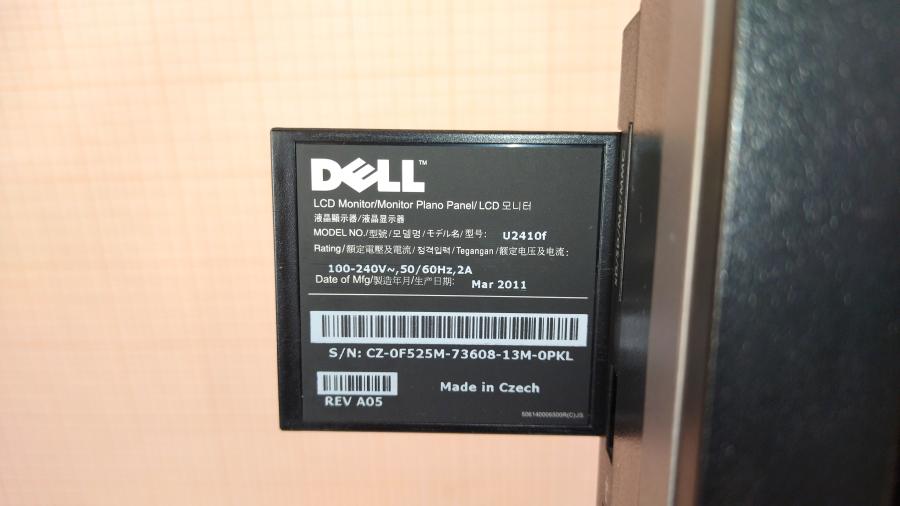 DELL™
LCD Monitor/Monitor Plano Panel/LCD 모니터
液晶顯示器/液晶显示器
MODEL NO./型號/모델명/モデル名/型号: U2410f
Rating/額定電壓及電流/정격입력/Tegangan/额定电压及电流:
100-240V~,50/60Hz,2A
Date of Mfg/製造年月/生产日期: Mar 2011
S/N: CZ-0F525M-73608-13M-0PKL
Made in Czech
REV A05
506140006300R(C)JS